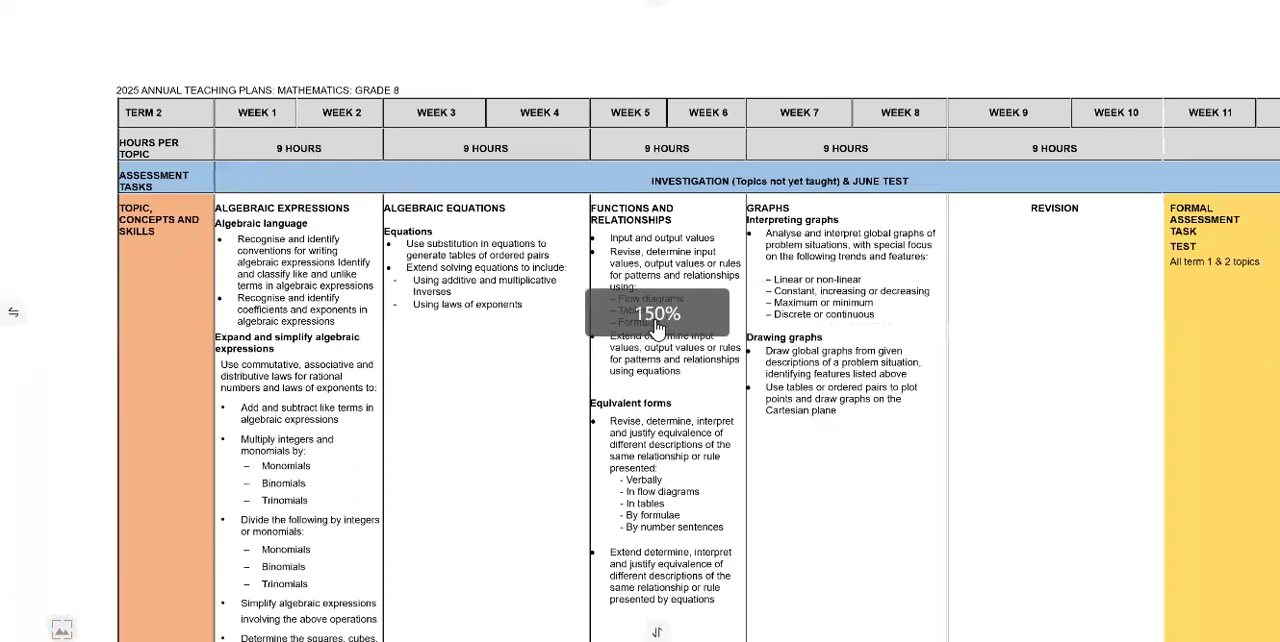 2025 ANNUAL TEACHING PLANS: MATHEMATICS: GRADE 8
TERM 2
WEEK 1
WEEK 2
WEEK 3
WEEK 4
WEEK 5
WEEK 6
WEEK 7
WEEK 8
WEEK 9
WEEK 10
WEEK 11
HOURS PER
TOPIC
9 HOURS
9 HOURS
9 HOURS
9 HOURS
9 HOURS
ASSESSMENT
TASKS
INVESTIGATION (Topics not yet taught) & JUNE TEST
TOPIC,
CONCEPTS AND
SKILLS
ALGEBRAIC EXPRESSIONS
Algebraic language
• Recognise and identify
conventions for writing
algebraic expressions Identify
and classify like and unlike
terms in algebraic expressions
• Recognise and identify
coefficients and exponents in
algebraic expressions
Expand and simplify algebraic
expressions
Use commutative, associative and
distributive laws for rational
numbers and laws of exponents to:
• Add and subtract like terms in
algebraic expressions
• Multiply integers and
monomials by:
– Monomials
– Binomials
– Trinomials
• Divide the following by integers
or monomials:
– Monomials
– Binomials
– Trinomials
• Simplify algebraic expressions
involving the above operations
• Determine the squares, cubes,
ALGEBRAIC EQUATIONS
Equations
• Use substitution in equations to
generate tables of ordered pairs
• Extend solving equations to include:
- Using additive and multiplicative
Inverses
- Using laws of exponents
FUNCTIONS AND
RELATIONSHIPS
• Input and output values
• Revise, determine input
values, output values or rules
for patterns and relationships
using:
– Flow diagrams
150%
• Extend determine input
values, output values or rules
for patterns and relationships
using equations
Equivalent forms
• Revise, determine, interpret
and justify equivalence of
different descriptions of the
same relationship or rule
presented:
- Verbally
- In flow diagrams
- In tables
- By formulae
- By number sentences
• Extend determine, interpret
and justify equivalence of
different descriptions of the
same relationship or rule
presented by equations
GRAPHS
Interpreting graphs
• Analyse and interpret global graphs of
problem situations, with special focus
on the following trends and features:
– Linear or non-linear
– Constant, increasing or decreasing
– Maximum or minimum
– Discrete or continuous
Drawing graphs
• Draw global graphs from given
descriptions of a problem situation,
identifying features listed above
• Use tables or ordered pairs to plot
points and draw graphs on the
Cartesian plane
REVISION
FORMAL
ASSESSMENT
TASK
TEST
All term 1 & 2 topics